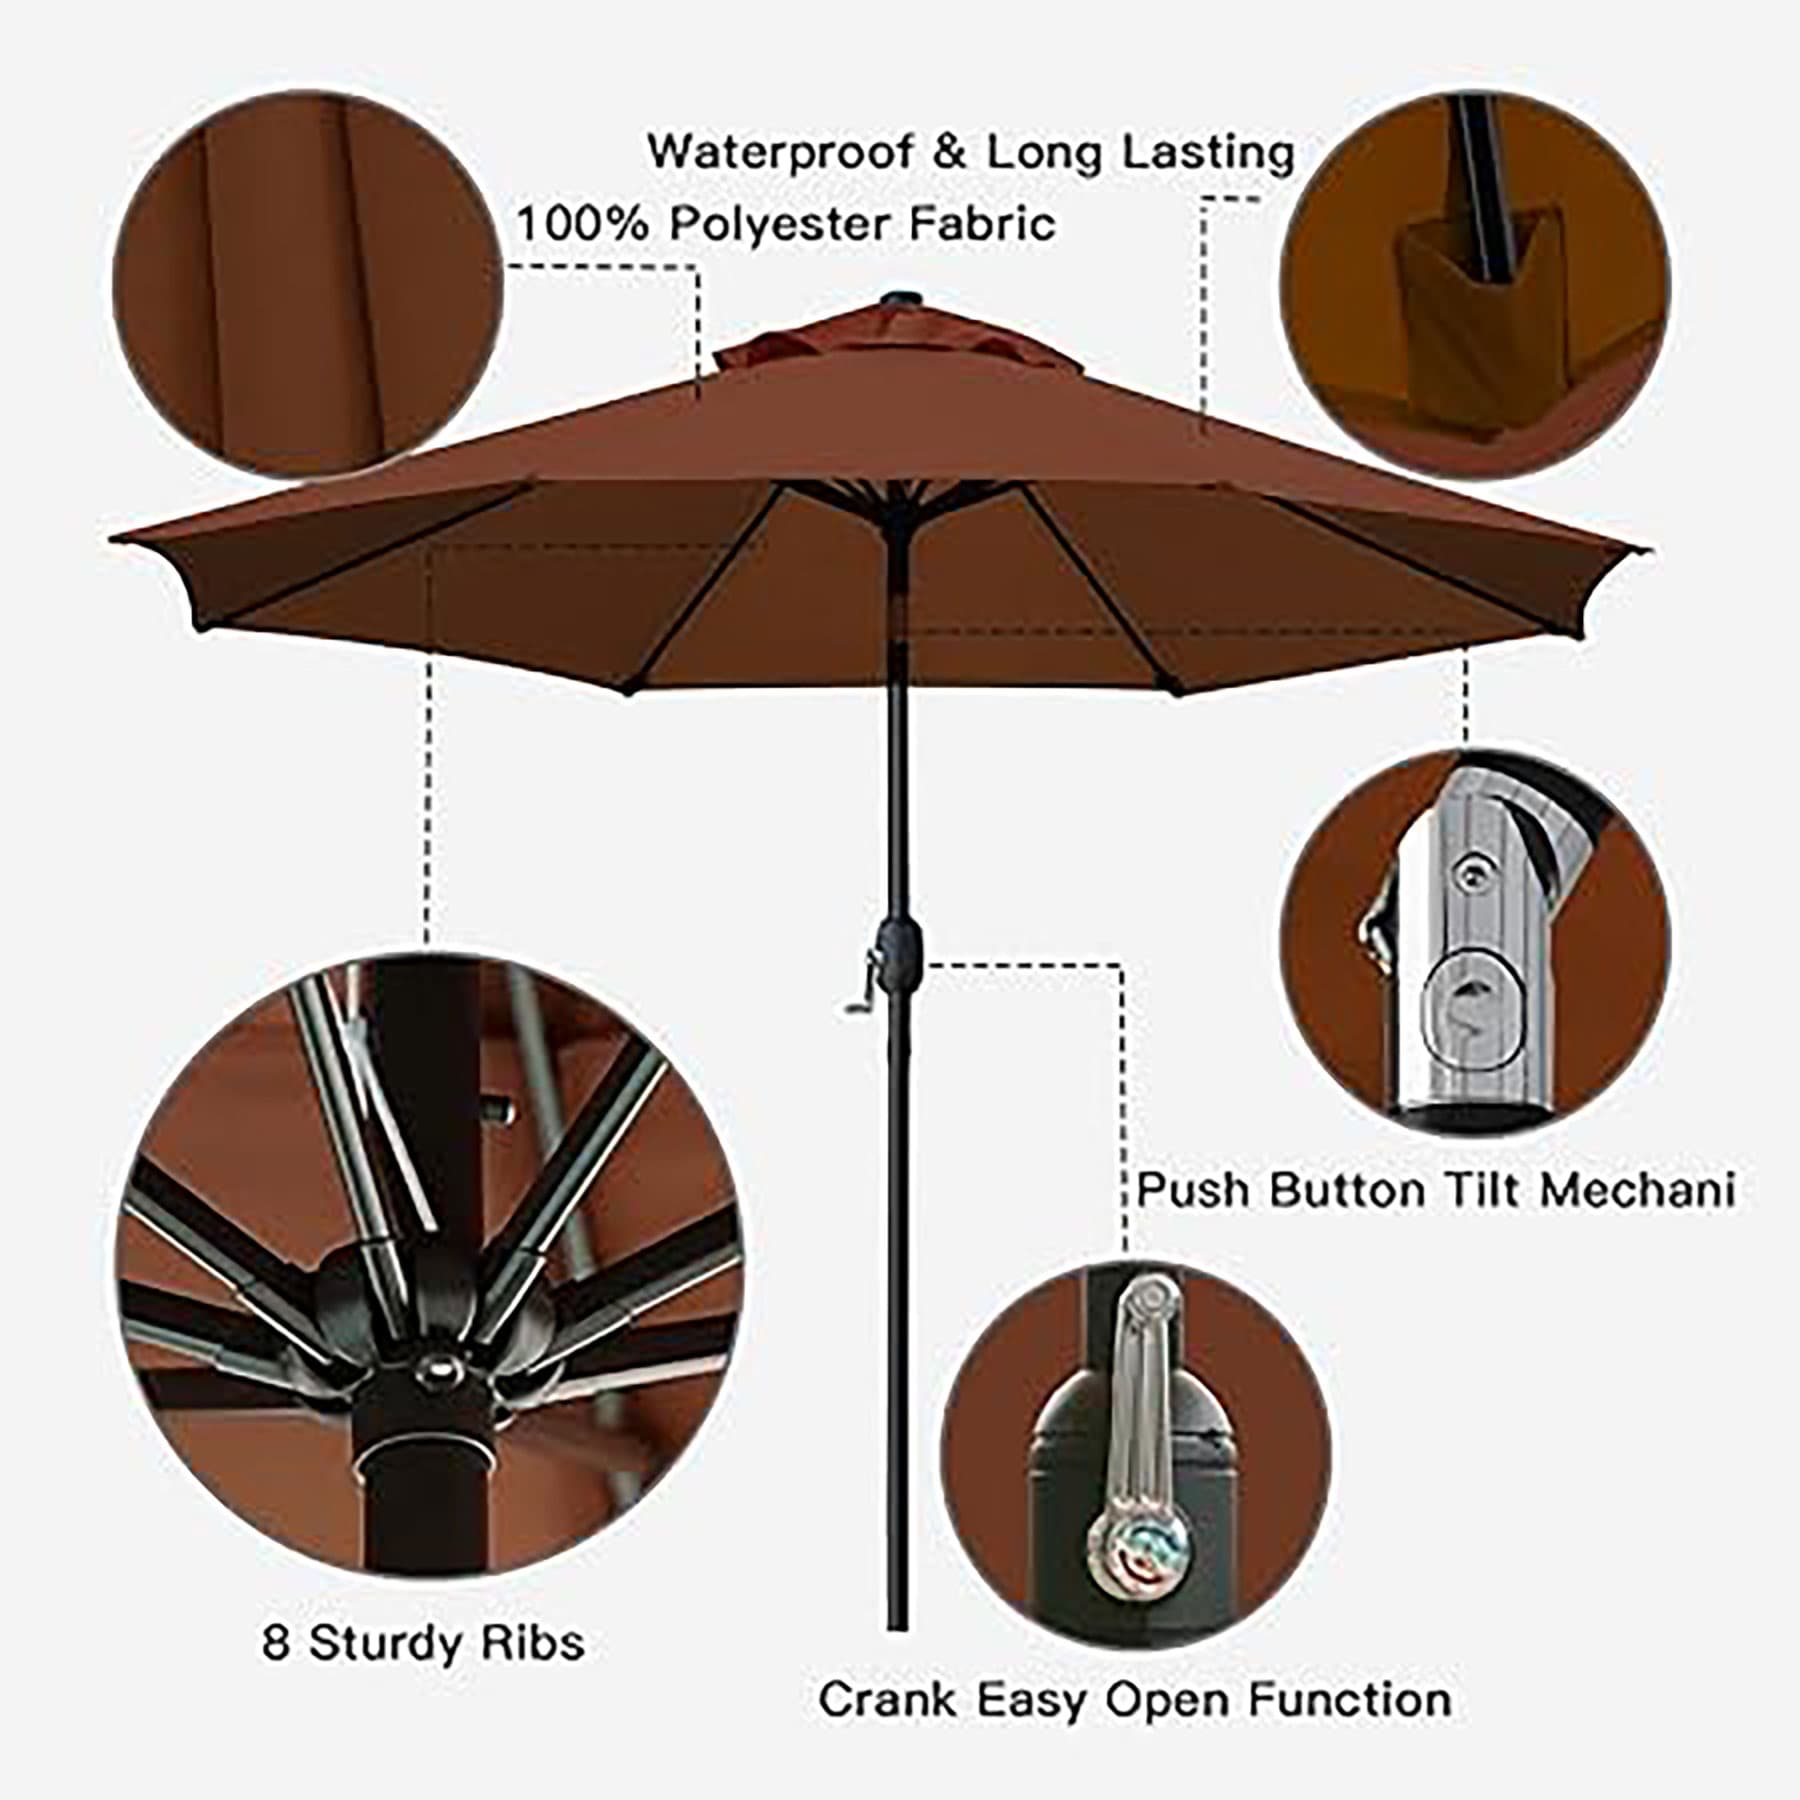 Waterproof & Long Lasting
100% Polyester Fabric
Push Button Tilt Mechani
8 Sturdy Ribs
Crank Easy Open Function